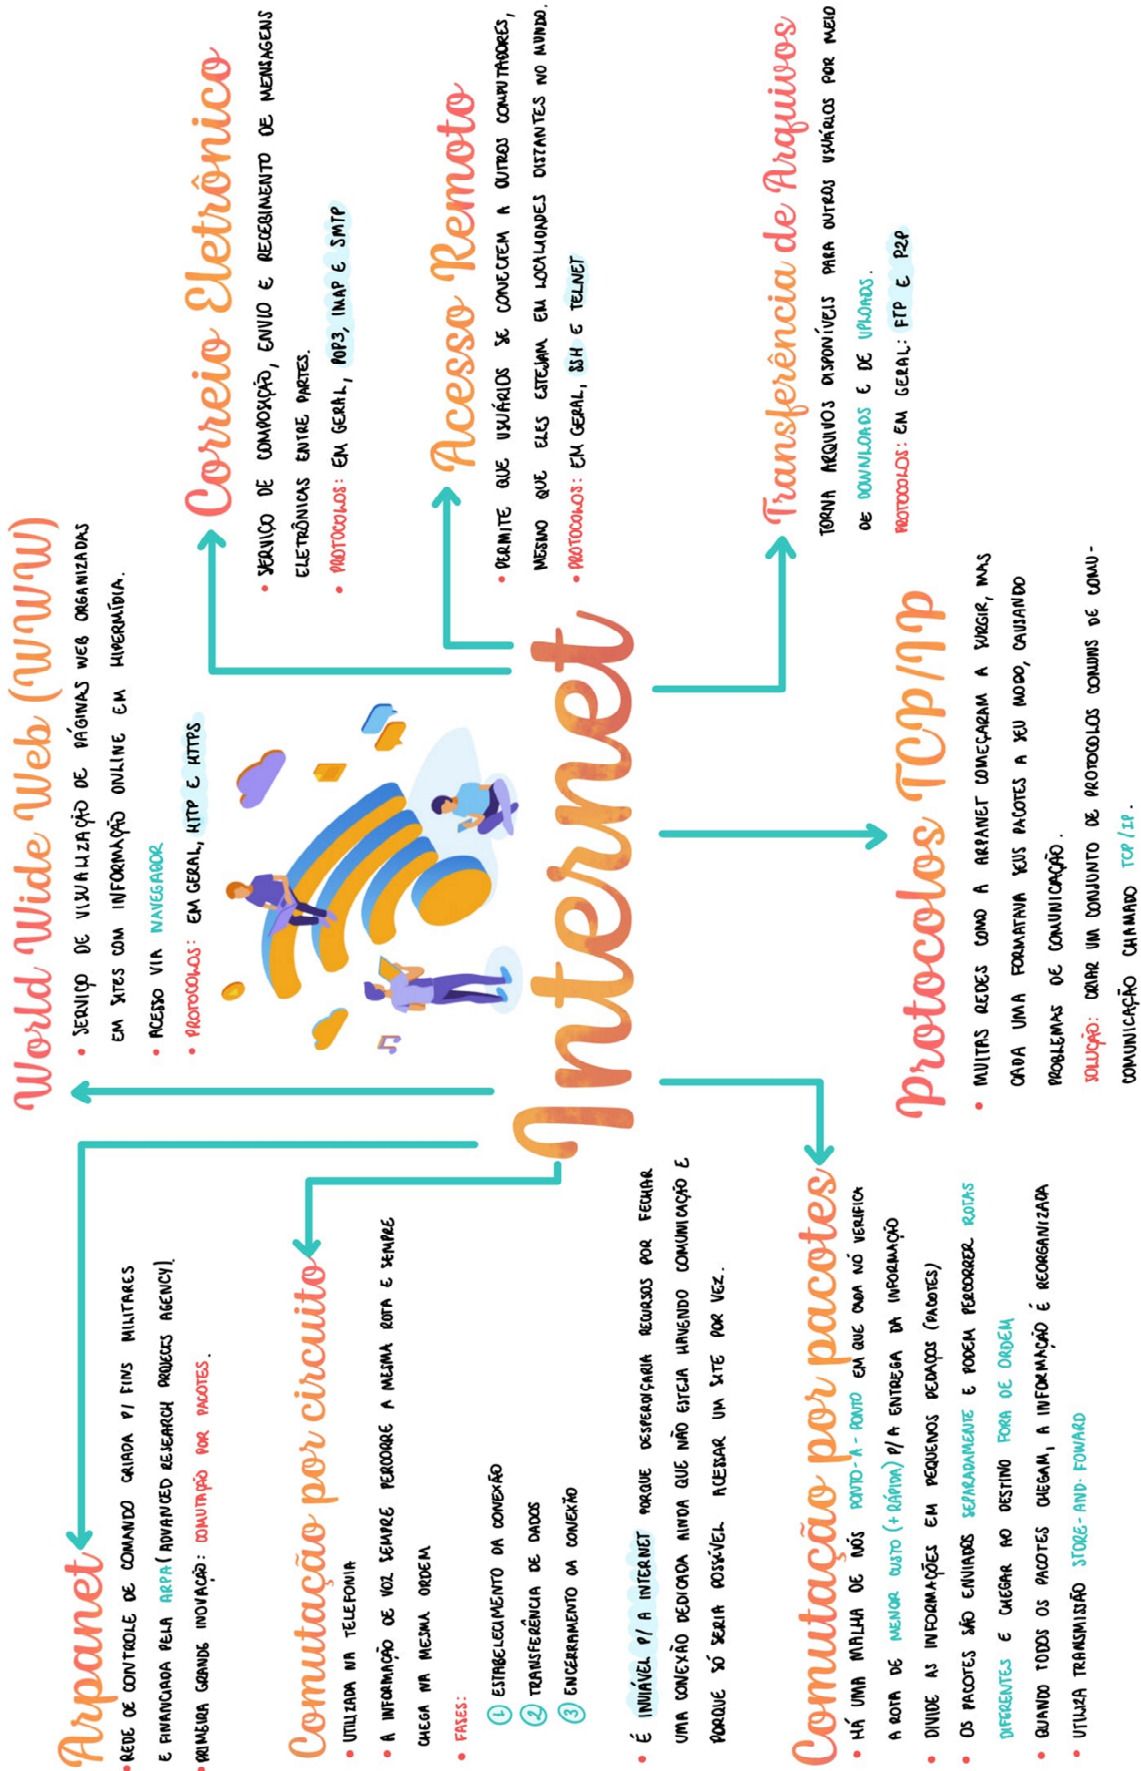 Arpanet
• REDE DE CONTROLE DE COMANDO CRIADA P/ FINS MILITARES
E FINANCIADA PELA ARPA (ADVANCED RESEARCH PROJECTS AGENCY).
• PRIMEIRA GRANDE INOVAÇÃO: COMUTAÇÃO POR PACOTES.
Comutação por circuito
• UTILIZADA NA TELEFONIA
• A INFORMAÇÃO DE VOZ SEMPRE PERCORRE A MESMA ROTA E SEMPRE
CHEGA NA MESMA ORDEM
• FASES:
1 ESTABELECIMENTO DA CONEXÃO
2 TRANSFERÊNCIA DE DADOS
3 ENCERRAMENTO DA CONEXÃO
• É INVIÁVEL P/ A INTERNET PORQUE DESPERDIÇARIA RECURSOS POR FECHAR
UMA CONEXÃO DEDICADA AINDA QUE NÃO ESTEJA HAVENDO COMUNICAÇÃO E
PORQUE SÓ SERIA POSSÍVEL ACESSAR UM SITE POR VEZ.
Comutação por pacotes
• HÁ UMA MALHA DE NÓS PONTO-A-PONTO EM QUE CADA NÓ VERIFICA
A ROTA DE MENOR CUSTO (+ RÁPIDA) P/ A ENTREGA DA INFORMAÇÃO
• DIVIDE AS INFORMAÇÕES EM PEQUENOS PEDAÇOS (PACOTES)
• OS PACOTES SÃO ENVIADOS SEPARADAMENTE E PODEM PERCORRER ROTAS
DIFERENTES E CHEGAR AO DESTINO FORA DE ORDEM
• QUANDO TODOS OS PACOTES CHEGAM, A INFORMAÇÃO É REORGANIZADA
• UTILIZA TRANSMISSÃO STORE-AND-FOWARD
World Wide Web (WWW)
• SERVIÇO DE VISUALIZAÇÃO DE PÁGINAS WEB ORGANIZADAS
EM SITES COM INFORMAÇÃO ONLINE EM HIPERMÍDIA.
• ACESSO VIA NAVEGADOR
• PROTOCOLOS: EM GERAL, HTTP E HTTPS
Internet
Protocolos TCP/IP
• MUITAS REDES COMO A ARPANET COMEÇARAM A SURGIR, MAS
CADA UMA FORMATAVA SEUS PACOTES A SEU MODO, CAUSANDO
PROBLEMAS DE COMUNICAÇÃO.
SOLUÇÃO: CRIAR UM CONJUNTO DE PROTOCOLOS COMUNS DE COMU-
COMUNICAÇÃO CHAMADO TCP/IP.
Correio Eletrônico
• SERVIÇO DE COMPOSIÇÃO, ENVIO E RECEBIMENTO DE MENSAGENS
ELETRÔNICAS ENTRE PARTES.
• PROTOCOLOS: EM GERAL, POP3, IMAP E SMTP
Acesso Remoto
• PERMITE QUE USUÁRIOS SE CONECTEM A OUTROS COMPUTADORES,
MESMO QUE ELES ESTEJAM EM LOCALIDADES DISTANTES NO MUNDO.
• PROTOCOLOS: EM GERAL, SSH E TELNET
Transferência de Arquivos
TORNA ARQUIVOS DISPONÍVEIS PARA OUTROS USUÁRIOS POR MEIO
DE DOWNLOADS E DE UPLOADS.
PROTOCOLOS: EM GERAL: FTP E P2P